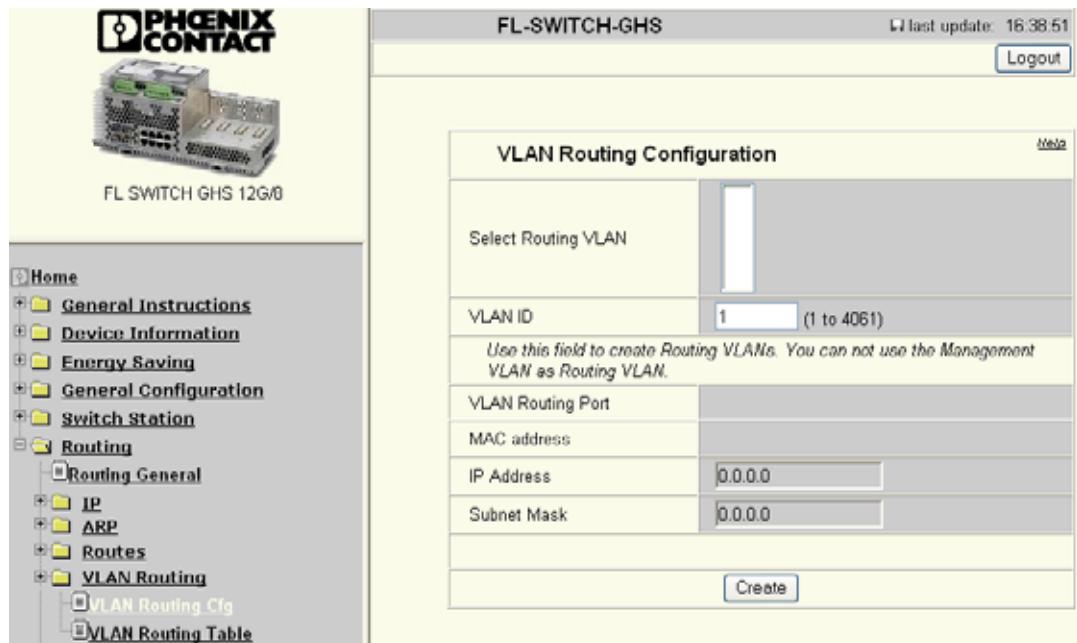 PHŒNIX
CONTACT
FL SWITCH GHS 12G/8
Home
General Instructions
Device Information
Energy Saving
General Configuration
Switch Station
Routing
Routing General
IP
ARP
Routes
VLAN Routing
VLAN Routing Cfg
VLAN Routing Table
FL-SWITCH-GHS
last update: 16:38:51
Logout
VLAN Routing Configuration
Help
Select Routing VLAN
VLAN ID
1
(1 to 4061)
Use this field to create Routing VLANs. You can not use the Management
VLAN as Routing VLAN.
VLAN Routing Port
MAC address
IP Address
0.0.0.0
Subnet Mask
0.0.0.0
Create